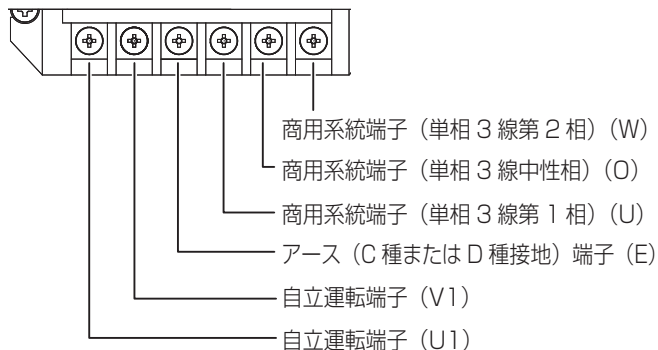 商用系統端子（単相 3 線第 2 相）（W）
商用系統端子（単相 3 線中性相）（O）
商用系統端子（単相 3 線第 1 相）（U）
アース（C 種または D 種接地）端子（E）
自立運転端子（V1）
自立運転端子（U1）